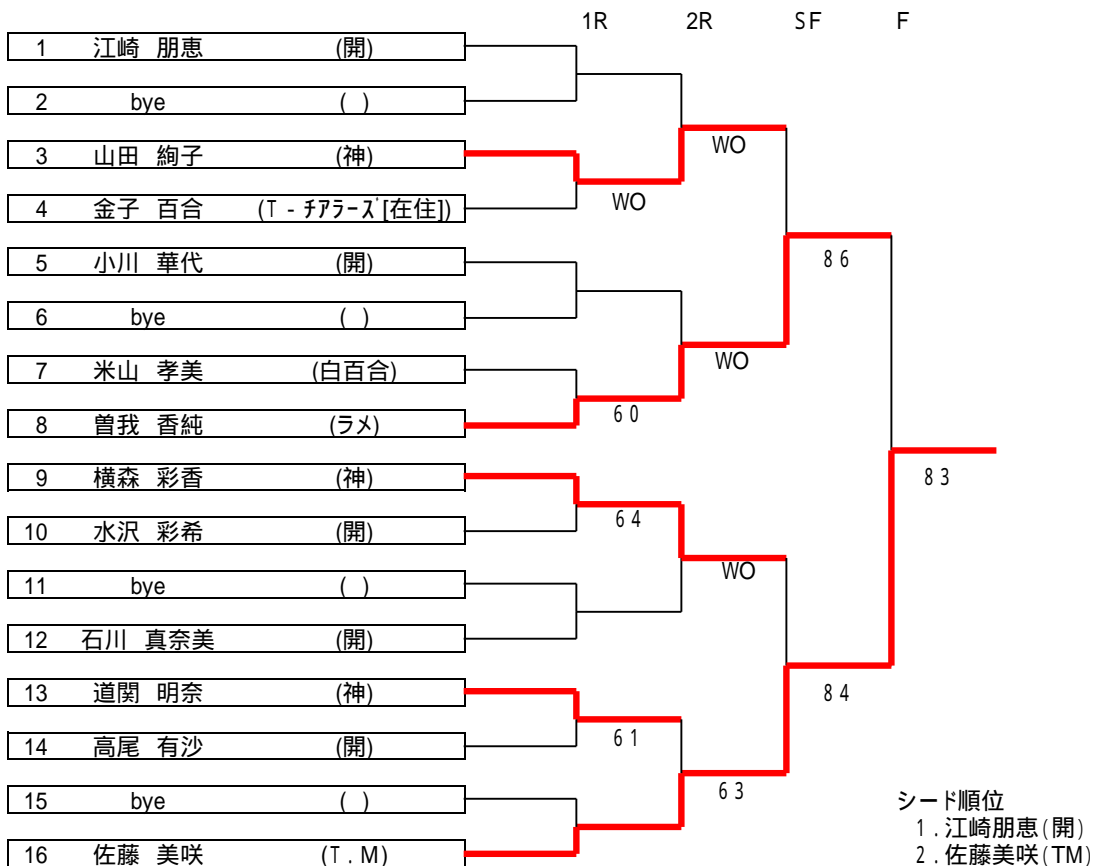 1R 2R SF F
1 江崎 朋恵 (開)
2 bye ( )
WO
3 山田 絢子 (神)
WO
4 金子 百合 (T - チアラーズ[在住])
86
5 小川 華代 (開)
6 bye ( )
WO
7 米山 孝美 (白百合)
60
8 曽我 香純 (ラメ)
9 横森 彩香 (神)
83
64
10 水沢 彩希 (開)
WO
11 bye ( )
12 石川 真奈美 (開)
13 道関 明奈 (神)
84
61
14 高尾 有沙 (開)
63
15 bye ( )
シード順位
1．江崎朋恵(開)
16 佐藤 美咲 (T．M)
2．佐藤美咲(TM)